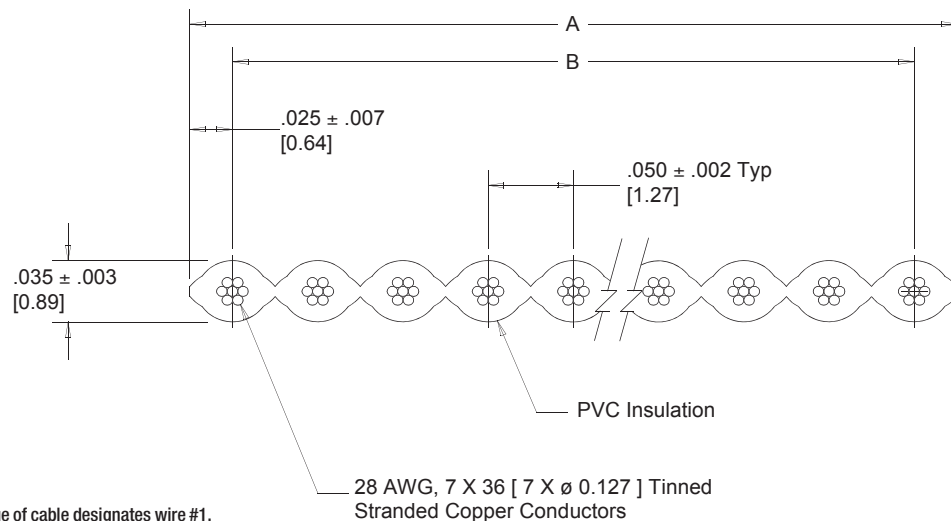 A
B
.025 ± .007
[0.64]
.050 ± .002 Typ
[1.27]
.035 ± .003
[0.89]
PVC Insulation
28 AWG, 7 X 36 [ 7 X ø 0.127 ] Tinned
Stranded Copper Conductors
of cable designates wire #1.